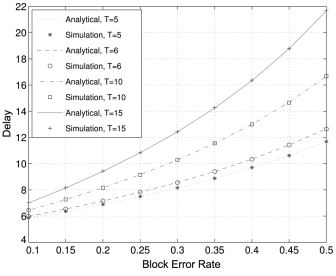 22
20
18
16
14
12
10
8
6
4
Delay
Analytical, T=5
Simulation, T=5
Analytical, T=6
Simulation, T=6
Analytical, T=10
Simulation, T=10
Analytical, T=15
Simulation, T=15
0.1 0.15 0.2 0.25 0.3 0.35 0.4 0.45 0.5
Block Error Rate